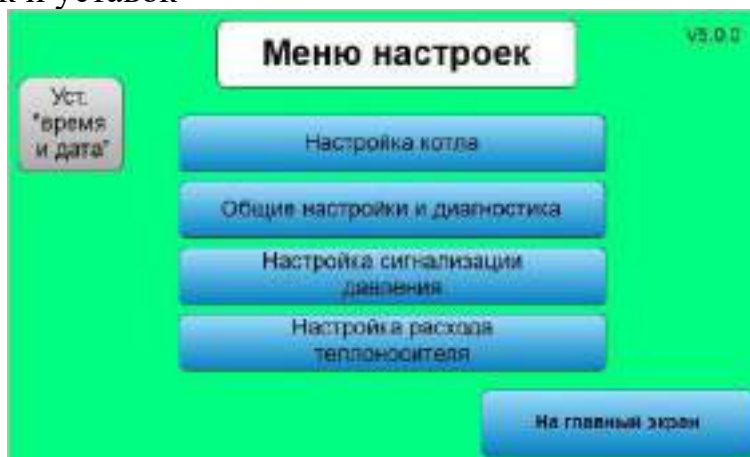 к и уставок
Меню настроек
v5.0.0
Уст.
"время
и дата"
Настройка котла
Общие настройки и диагностика
Настройка сигнализации
давления
Настройка расхода
теплоносителя
На главный экран